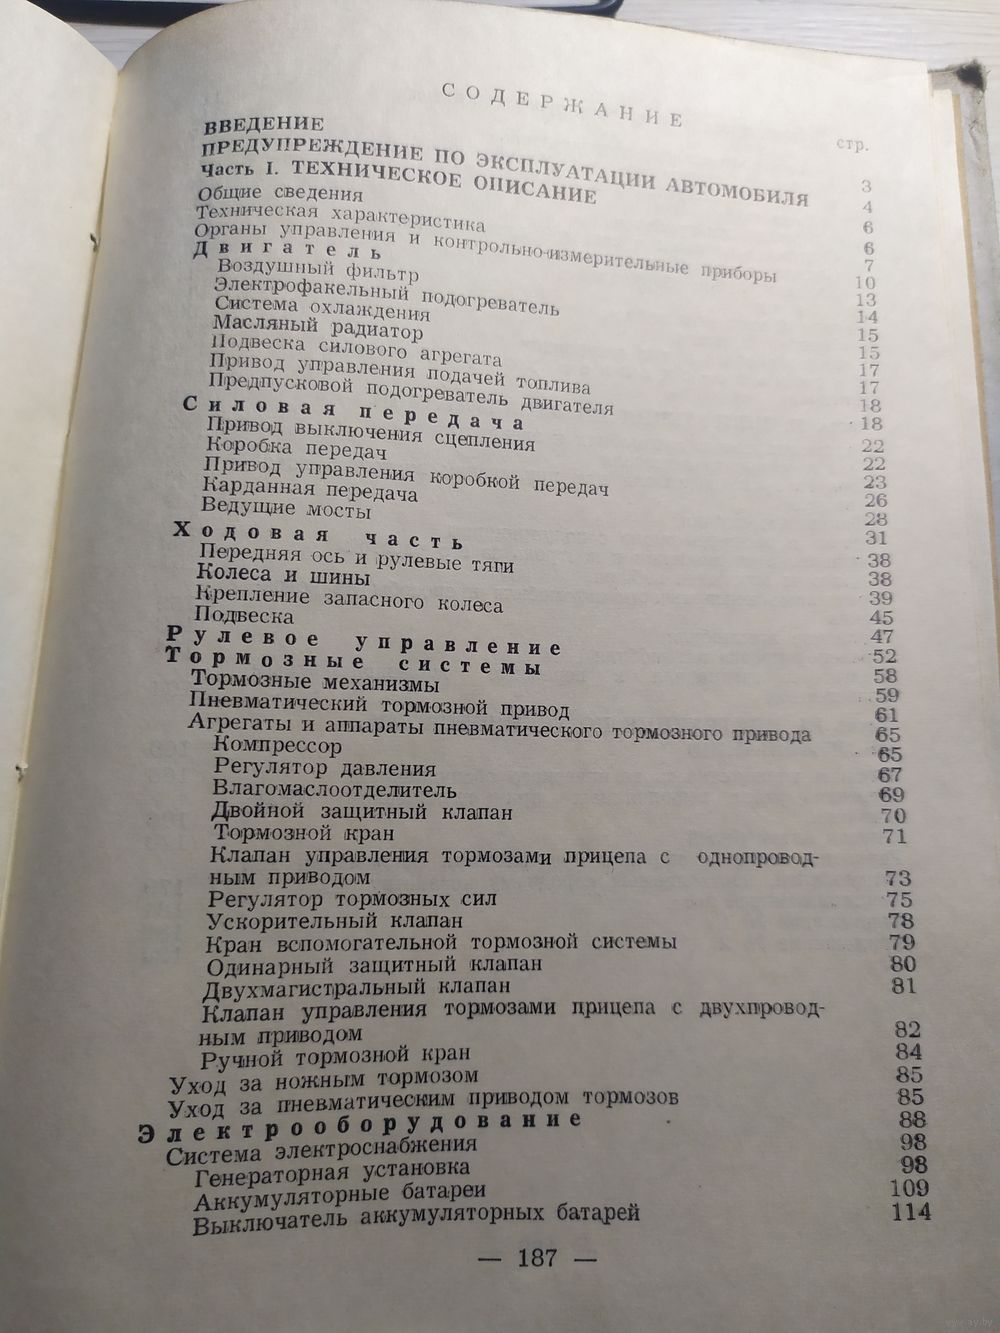 СОДЕРЖАНИЕ
стр.
ВВЕДЕНИЕ 3
ПРЕДУПРЕЖДЕНИЕ ПО ЭКСПЛУАТАЦИИ АВТОМОБИЛЯ 4
Часть I. ТЕХНИЧЕСКОЕ ОПИСАНИЕ 6
Общие сведения 6
Техническая характеристика 7
Органы управления и контрольно-измерительные приборы 10
Двигатель 13
Воздушный фильтр 14
Электрофакельный подогреватель 15
Система охлаждения 15
Масляный радиатор 17
Подвеска силового агрегата 17
Привод управления подачей топлива 18
Предпусковой подогреватель двигателя 18
Силовая передача 22
Привод выключения сцепления 22
Коробка передач 23
Привод управления коробкой передач 26
Карданная передача 28
Ведущие мосты 31
Ходовая часть 38
Передняя ось и рулевые тяги 38
Колеса и шины 39
Крепление запасного колеса 45
Подвеска 47
Рулевое управление 52
Тормозные системы 58
Тормозные механизмы 59
Пневматический тормозной привод 61
Агрегаты и аппараты пневматического тормозного привода 65
Компрессор 65
Регулятор давления 67
Влагомаслоотделитель 69
Двойной защитный клапан 70
Тормозной кран 71
Клапан управления тормозами прицепа с однопровод-
ным приводом 73
Регулятор тормозных сил 75
Ускорительный клапан 78
Кран вспомогательной тормозной системы 79
Одинарный защитный клапан 80
Двухмагистральный клапан 81
Клапан управления тормозами прицепа с двухпровод-
ным приводом 82
Ручной тормозной кран 84
Уход за ножным тормозом 85
Уход за пневматическим приводом тормозов 85
Электрооборудование 88
Система электроснабжения 98
Генераторная установка 98
Аккумуляторные батареи 109
Выключатель аккумуляторных батарей 114
— 187 —